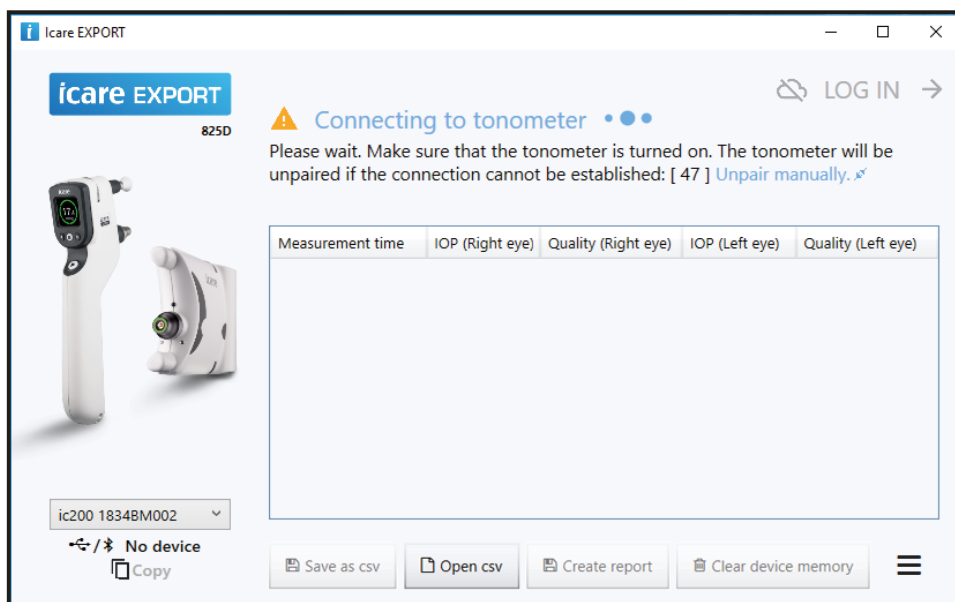 Icare EXPORT
icare EXPORT
825D
LOG IN
Connecting to tonometer
Please wait. Make sure that the tonometer is turned on. The tonometer will be
unpaired if the connection cannot be established: [ 47 ] Unpair manually.
Measurement time IOP (Right eye) Quality (Right eye) IOP (Left eye) Quality (Left eye)
ic200 1834BM002
/ No device
Copy
Save as csv Open csv Create report Clear device memory